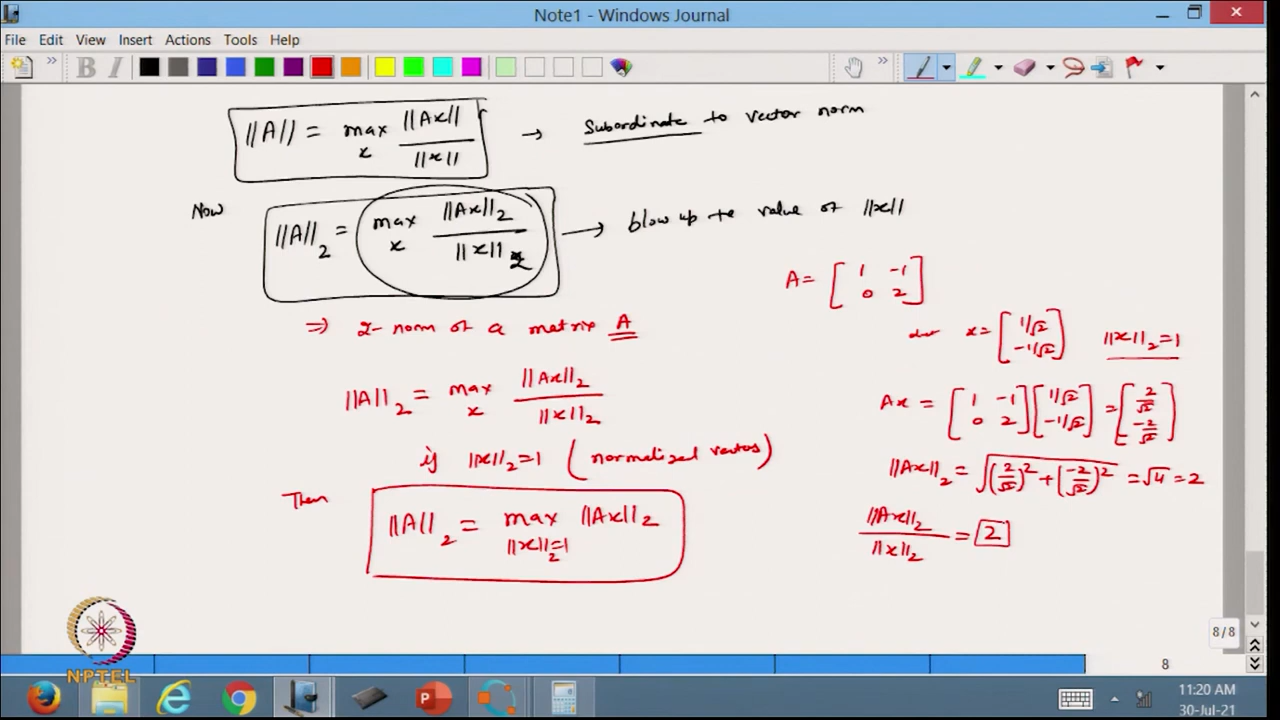 Note1 - Windows Journal
File Edit View Insert Actions Tools Help
||A|| = max x ||Ax|| / ||x|| → Subordinate to vector norm
Now ||A||₂ = max x ||Ax||₂ / ||x||₂ → blow up the value of ||x||
⇒ 2-norm of a matrix A
||A||₂ = max x ||Ax||₂ / ||x||₂
if ||x||₂=1 (normalized vectors)
Then ||A||₂ = max ||x||₂=1 ||Ax||₂
A = [1 -1; 0 2]
x = [1/√2; -1/√2] ||x||₂=1
Ax = [1 -1; 0 2] [1/√2; -1/√2] = [2/√2; -2/√2]
||Ax||₂ = √((2/√2)² + (-2/√2)²) = √4 = 2
||Ax||₂ / ||x||₂ = 2
8/8
8
NPTEL
11:20 AM
30-Jul-21